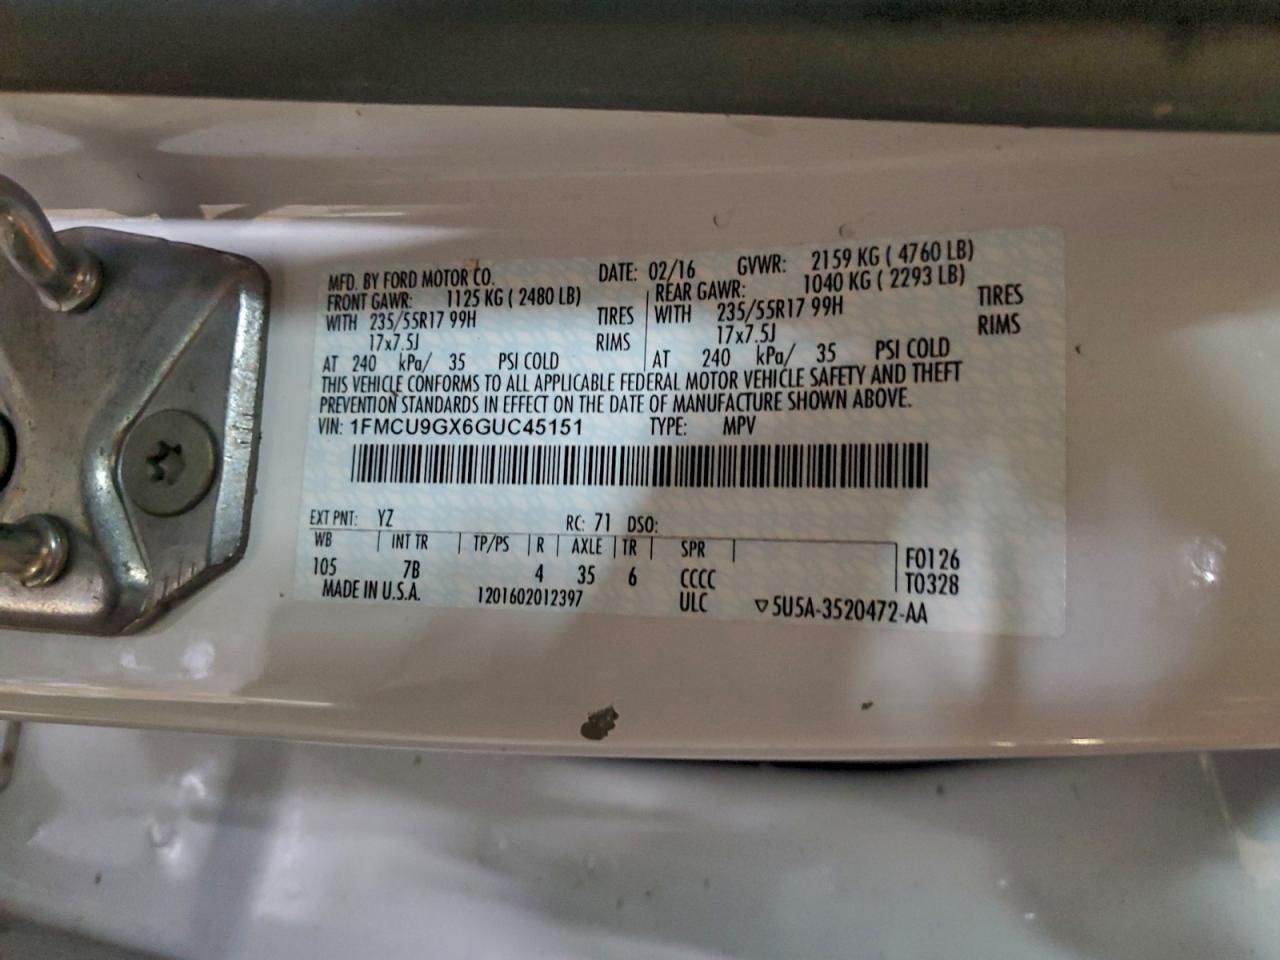 MFD. BY FORD MOTOR CO. DATE: 02/16 GVWR: 2159 KG ( 4760 LB)
FRONT GAWR: 1125 KG ( 2480 LB) REAR GAWR: 1040 KG ( 2293 LB)
WITH 235/55R17 99H TIRES WITH 235/55R17 99H TIRES
17x7.5J RIMS 17x7.5J RIMS
AT 240 kPa/ 35 PSI COLD AT 240 kPa/ 35 PSI COLD
THIS VEHICLE CONFORMS TO ALL APPLICABLE FEDERAL MOTOR VEHICLE SAFETY AND THEFT
PREVENTION STANDARDS IN EFFECT ON THE DATE OF MANUFACTURE SHOWN ABOVE.
VIN: 1FMCU9GX6GUC45151 TYPE: MPV
EXT PNT: YZ RC: 71 DSO:
WB INT TR TP/PS R AXLE TR SPR F0126
105 7B 4 35 6 CCCC T0328
MADE IN U.S.A. 1201602012397 ULC ▽5U5A-3520472-AA